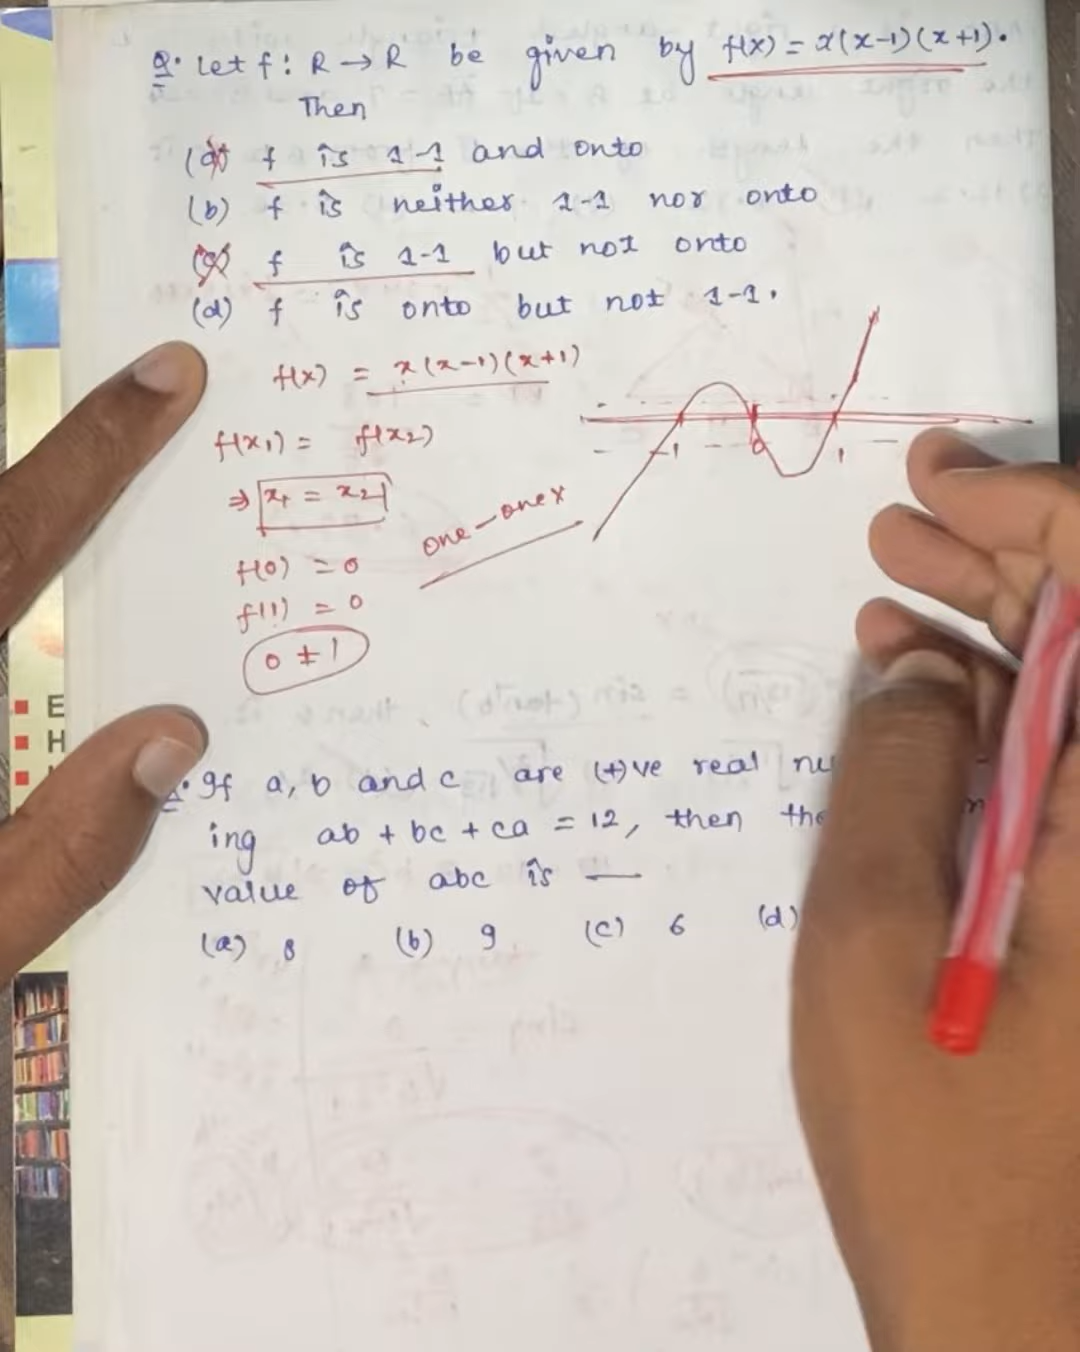 Q. Let f: R → R be given by f(x) = x(x-1)(x+1).
Then
(a) f is 1-1 and onto
(b) f is neither 1-1 nor onto
(c) f is 1-1 but not onto
(d) f is onto but not 1-1.
f(x) = x(x-1)(x+1)
f(x₁) = f(x₂)
⇒ x₁ = x₂
one-one x
f(0) = 0
f(1) = 0
0 ≠ 1
-1 0 1
Q. If a, b and c are (+)ve real
ing ab + bc + ca = 12, then the
value of abc is —
(a) 8 (b) 9 (c) 6 (d)
E
H